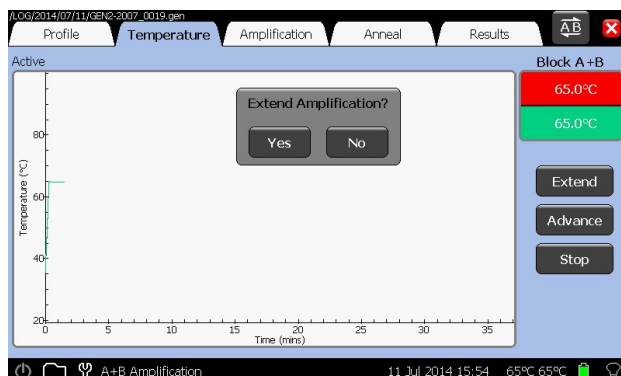 /LOG/2014/07/11/GEN2-2007_0019.gen
Profile Temperature Amplification Anneal Results AB
Active Block A+B
65.0°C
65.0°C
Extend Amplification?
Yes No
Extend
Advance
Stop
Temperature (°C)
80
60
40
20
0 5 10 15 20 25 30 35
Time (mins)
A+B Amplification 11 Jul 2014 15:54 65°C 65°C